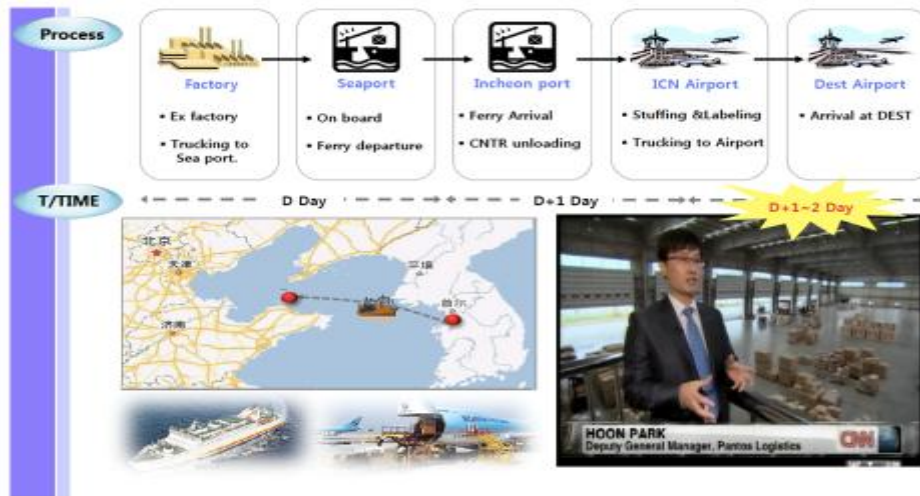 Process
Factory
• Ex factory
• Trucking to
Sea port.
Seaport
• On board
• Ferry departure
Incheon port
• Ferry Arrival
• CNTR unloading
ICN Airport
• Stuffing &Labeling
• Trucking to Airport
Dest Airport
• Arrival at DEST
T/TIME
D Day
D+1 Day
D+1~2 Day
北京
天津
济南
平壤
首尔
HOON PARK
Deputy General Manager, Pantos Logistics
CNN